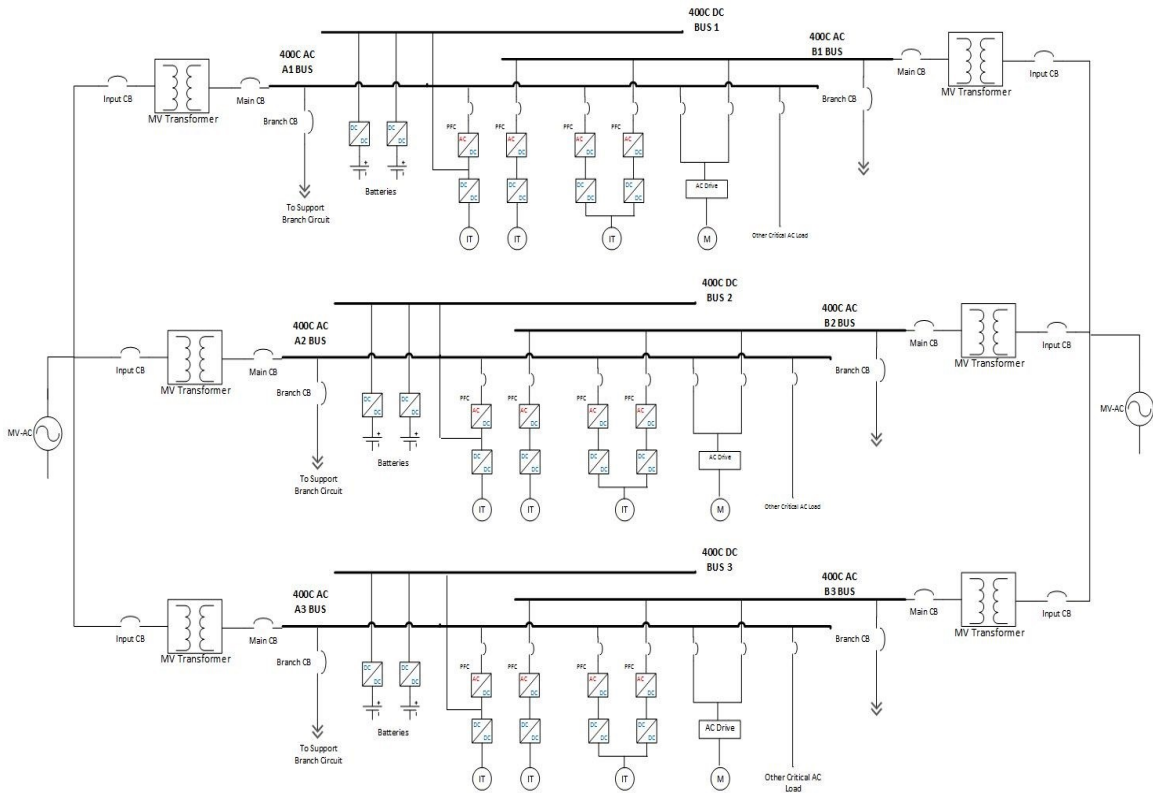 400C DC
BUS 1
400C AC
A1 BUS
400C AC
B1 BUS
Input CB
MV Transformer
Main CB
Branch CB
To Support
Branch Circuit
DC
DC
DC
DC
Batteries
PFC
AC
DC
AC
DC
PFC
AC
DC
AC
DC
DC
DC
DC
DC
DC
DC
DC
DC
IT
IT
IT
AC Drive
M
Other Critical AC Load
Branch CB
Main CB
MV Transformer
Input CB
400C DC
BUS 2
400C AC
A2 BUS
400C AC
B2 BUS
MV-AC
Input CB
MV Transformer
Main CB
Branch CB
To Support
Branch Circuit
DC
DC
DC
DC
Batteries
PFC
AC
DC
AC
DC
PFC
AC
DC
AC
DC
DC
DC
DC
DC
DC
DC
DC
DC
IT
IT
IT
AC Drive
M
Other Critical AC Load
Branch CB
Main CB
MV Transformer
Input CB
MV-AC
400C DC
BUS 3
400C AC
A3 BUS
400C AC
B3 BUS
Input CB
MV Transformer
Main CB
Branch CB
To Support
Branch Circuit
DC
DC
DC
DC
Batteries
PFC
AC
DC
AC
DC
PFC
AC
DC
AC
DC
DC
DC
DC
DC
DC
DC
DC
DC
IT
IT
IT
AC Drive
M
Other Critical AC
Load
Branch CB
Main CB
MV Transformer
Input CB